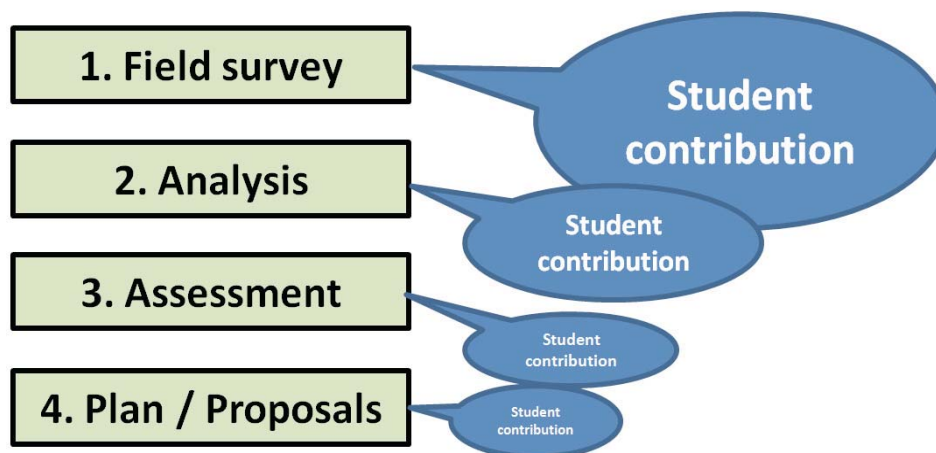 1. Field survey
Student
contribution
2. Analysis
Student
contribution
3. Assessment
Student
contribution
4. Plan / Proposals
Student
contribution